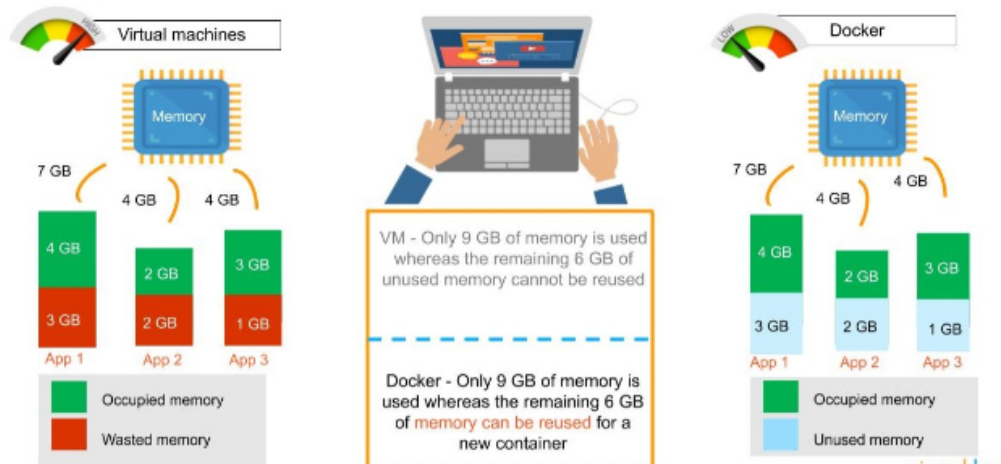 HIGH
Virtual machines
Memory
7 GB
4 GB
4 GB
4 GB
2 GB
3 GB
3 GB
2 GB
1 GB
App 1
App 2
App 3
Occupied memory
Wasted memory
VM - Only 9 GB of memory is used
whereas the remaining 6 GB of
unused memory cannot be reused
Docker - Only 9 GB of memory is
used whereas the remaining 6 GB
of memory can be reused for a
new container
LOW
Docker
Memory
7 GB
4 GB
4 GB
4 GB
2 GB
3 GB
3 GB
2 GB
1 GB
App 1
App 2
App 3
Occupied memory
Unused memory